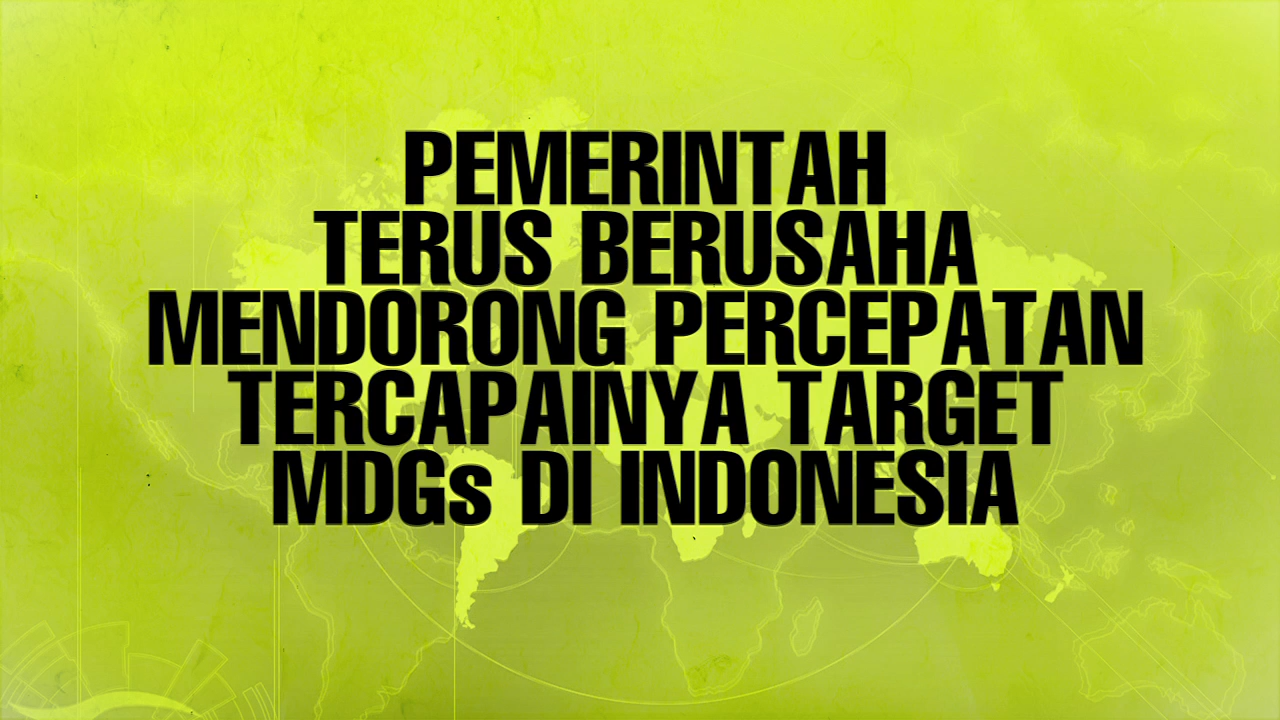 PEMERINTAH
TERUS BERUSAHA
MENDORONG PERCEPATAN
TERCAPAINYA TARGET
MDGs DI INDONESIA